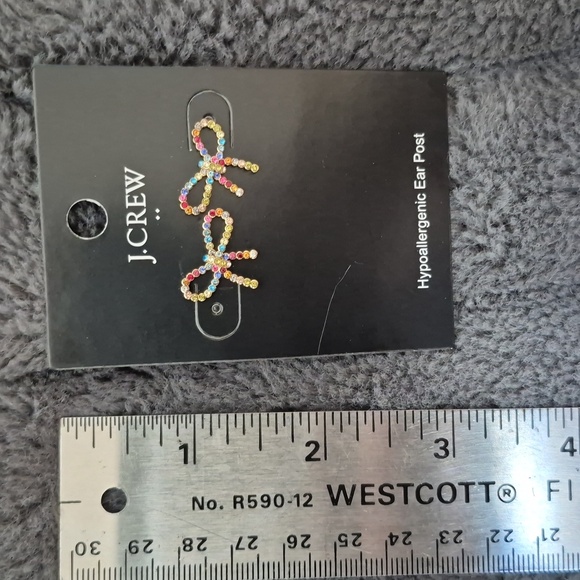 J.CREW
Hypoallergenic Ear Post
1 2 3 4
No. R590-12 WESTCOTT® FI
30 29 28 27 26 25 24 23 22 21